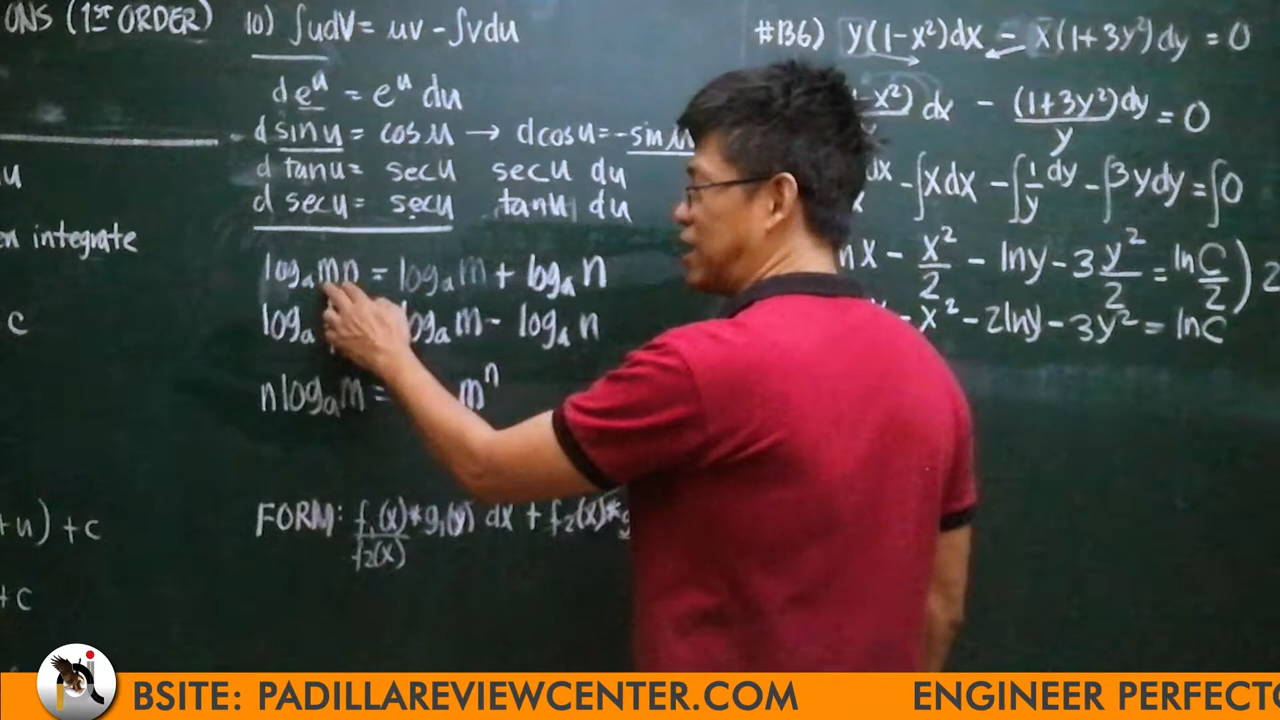 ONS (1ST ORDER)
en integrate
c
+u) + c
+ c
10) ∫udV = uv - ∫vdu
de^u = e^u du
d sin u = cos u → d cos u = -sin u
d tan u = sec u sec u du
d sec u = sec u tan u du
log_a mn = log_a m + log_a n
log_a log_a m - log_a n
n log_a m = m^n
FORM: f₁(x)*g₁(y) dx + f₂(x)*g
f₂(x)
#136) y(1-x²)dx - x(1+3y²)dy = 0
-x²) dx - (1+3y²)dy/y = 0
dx/x - ∫xdx - ∫1/y dy - ∫3ydy = ∫0
nx - x²/2 - lny - 3 y²/2 = lnC/2) 2
- x² - 2lny - 3y² = lnC
BSITE: PADILLAREVIEWCENTER.COM ENGINEER PERFECTO